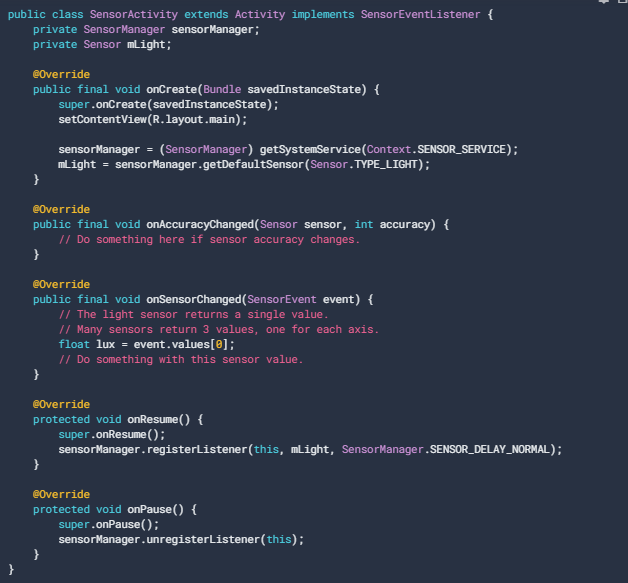 public class SensorActivity extends Activity implements SensorEventListener {
    private SensorManager sensorManager;
    private Sensor mLight;

    @Override
    public final void onCreate(Bundle savedInstanceState) {
        super.onCreate(savedInstanceState);
        setContentView(R.layout.main);

        sensorManager = (SensorManager) getSystemService(Context.SENSOR_SERVICE);
        mLight = sensorManager.getDefaultSensor(Sensor.TYPE_LIGHT);
    }

    @Override
    public final void onAccuracyChanged(Sensor sensor, int accuracy) {
        // Do something here if sensor accuracy changes.
    }

    @Override
    public final void onSensorChanged(SensorEvent event) {
        // The light sensor returns a single value.
        // Many sensors return 3 values, one for each axis.
        float lux = event.values[0];
        // Do something with this sensor value.
    }

    @Override
    protected void onResume() {
        super.onResume();
        sensorManager.registerListener(this, mLight, SensorManager.SENSOR_DELAY_NORMAL);
    }

    @Override
    protected void onPause() {
        super.onPause();
        sensorManager.unregisterListener(this);
    }
}